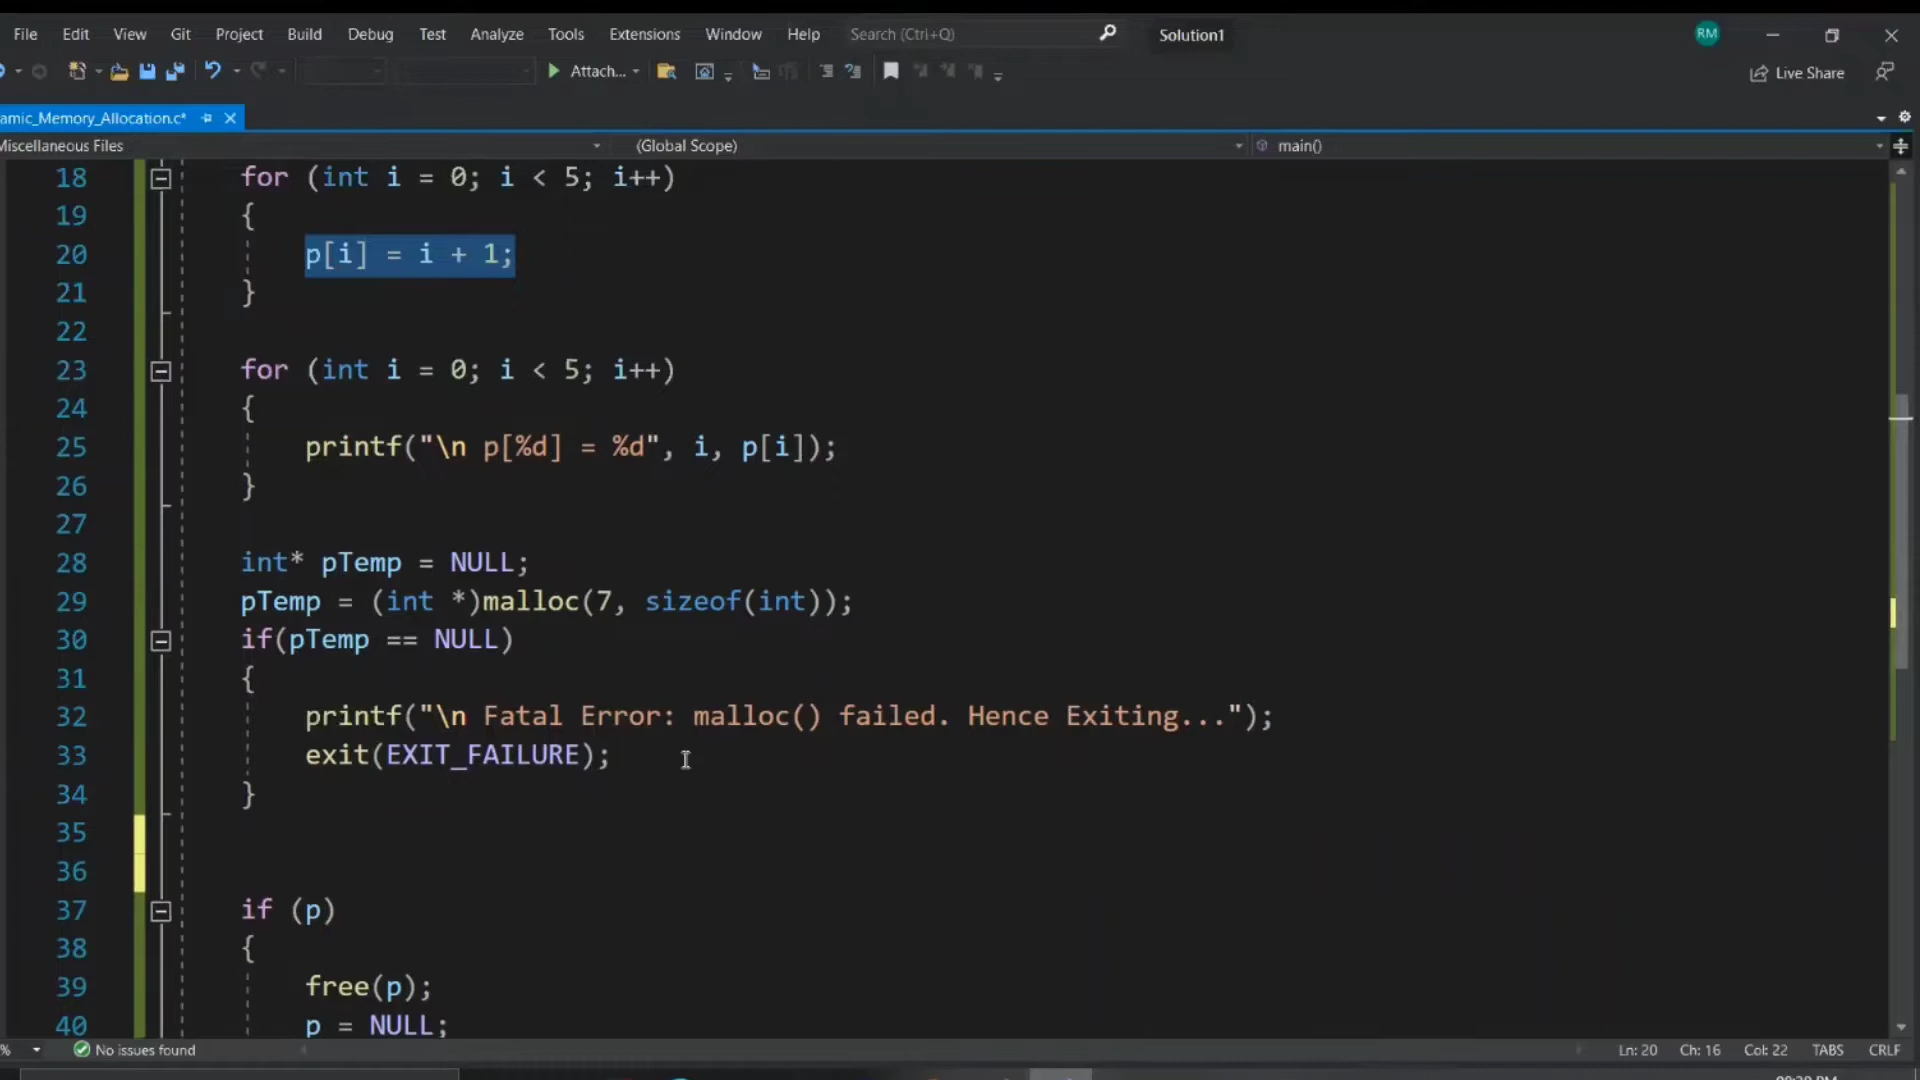 File Edit View Git Project Build Debug Test Analyze Tools Extensions Window Help Search (Ctrl+Q) Solution1 RM
Attach... Live Share
amic_Memory_Allocation.c*
Miscellaneous Files (Global Scope) main()
18 for (int i = 0; i < 5; i++)
19 {
20 p[i] = i + 1;
21 }
22
23 for (int i = 0; i < 5; i++)
24 {
25 printf("\n p[%d] = %d", i, p[i]);
26 }
27
28 int* pTemp = NULL;
29 pTemp = (int *)malloc(7, sizeof(int));
30 if(pTemp == NULL)
31 {
32 printf("\n Fatal Error: malloc() failed. Hence Exiting...");
33 exit(EXIT_FAILURE);
34 }
35
36
37 if (p)
38 {
39 free(p);
40 p = NULL;
% No issues found Ln: 20 Ch: 16 Col: 22 TABS CRLF